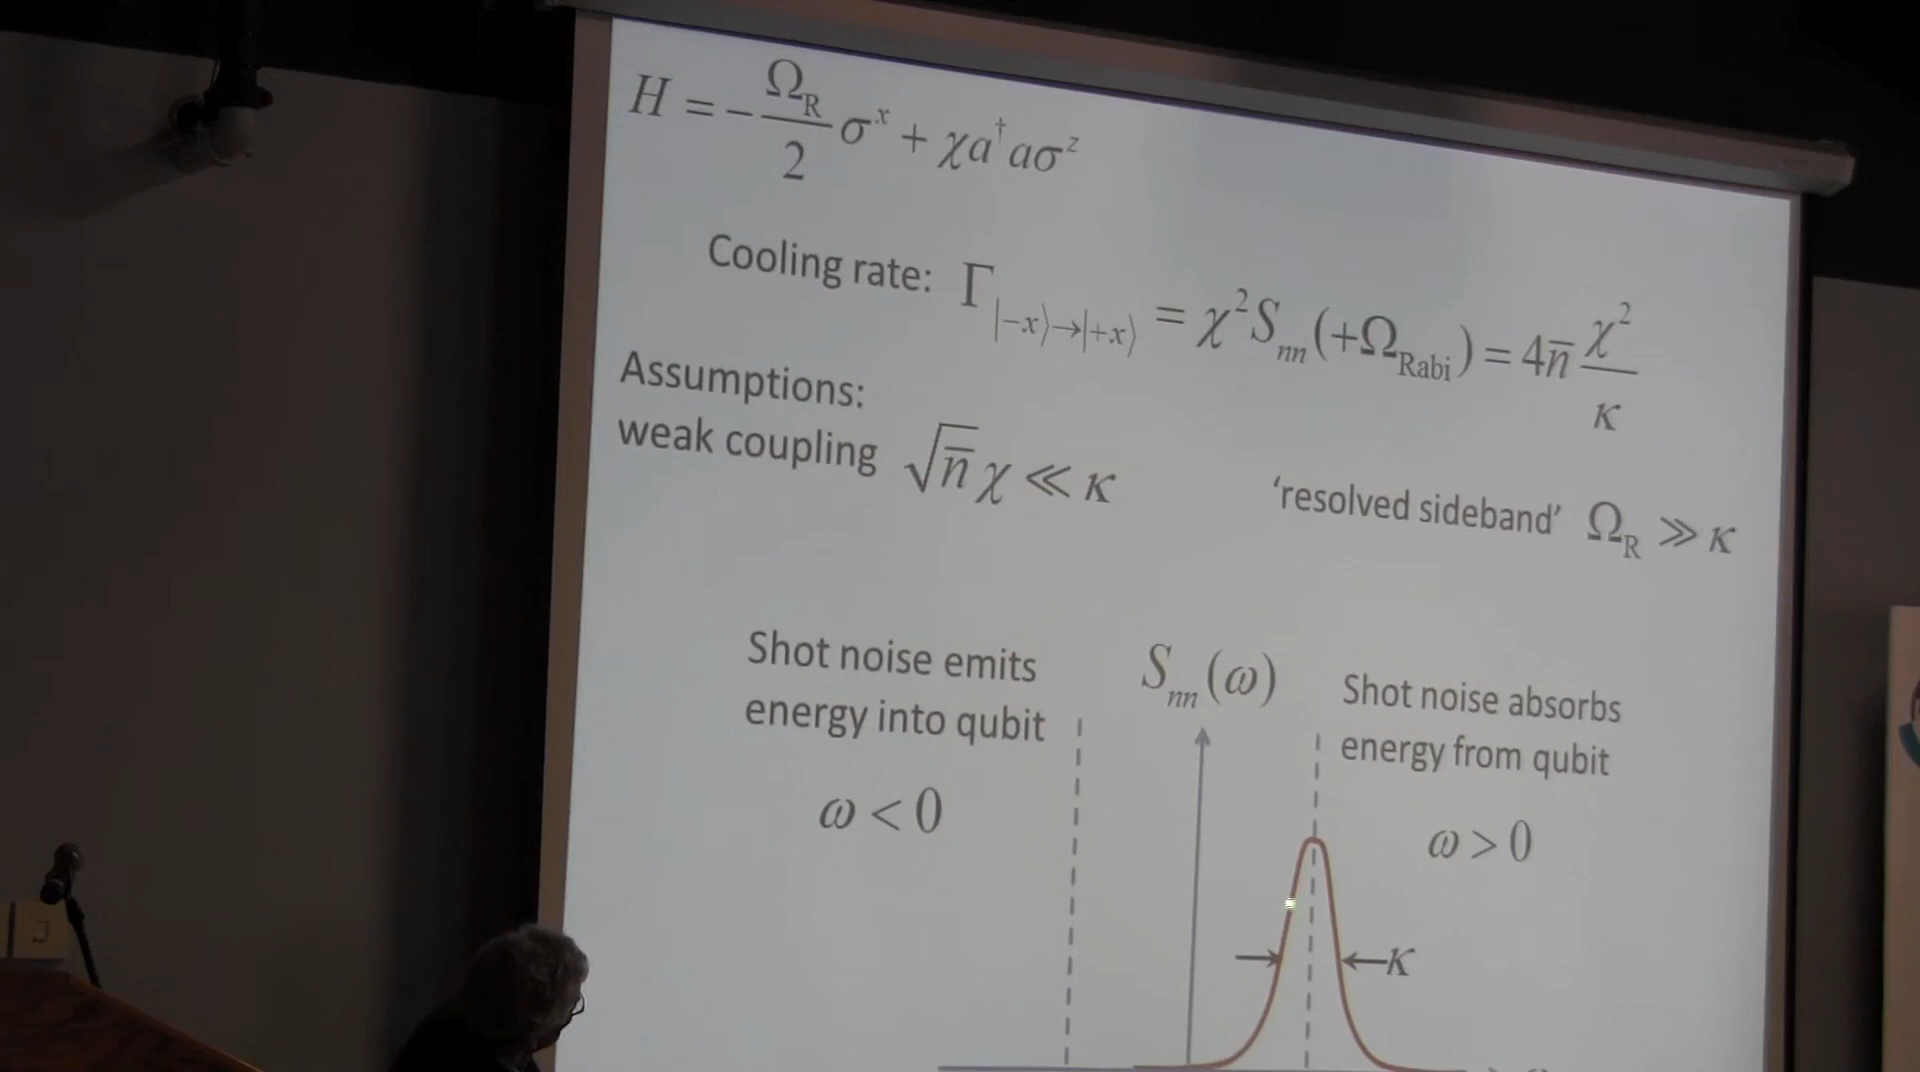 H = −Ω_R/2 σ^x + χa†aσ^z
Cooling rate: Γ_|−x⟩→|+x⟩ = χ²S_nn(+Ω_Rabi) = 4n̄ χ²/κ
Assumptions:
weak coupling √n̄ χ ≪ κ
‘resolved sideband’ Ω_R ≫ κ
Shot noise emits
energy into qubit
ω < 0
S_nn(ω)
Shot noise absorbs
energy from qubit
ω > 0
κ